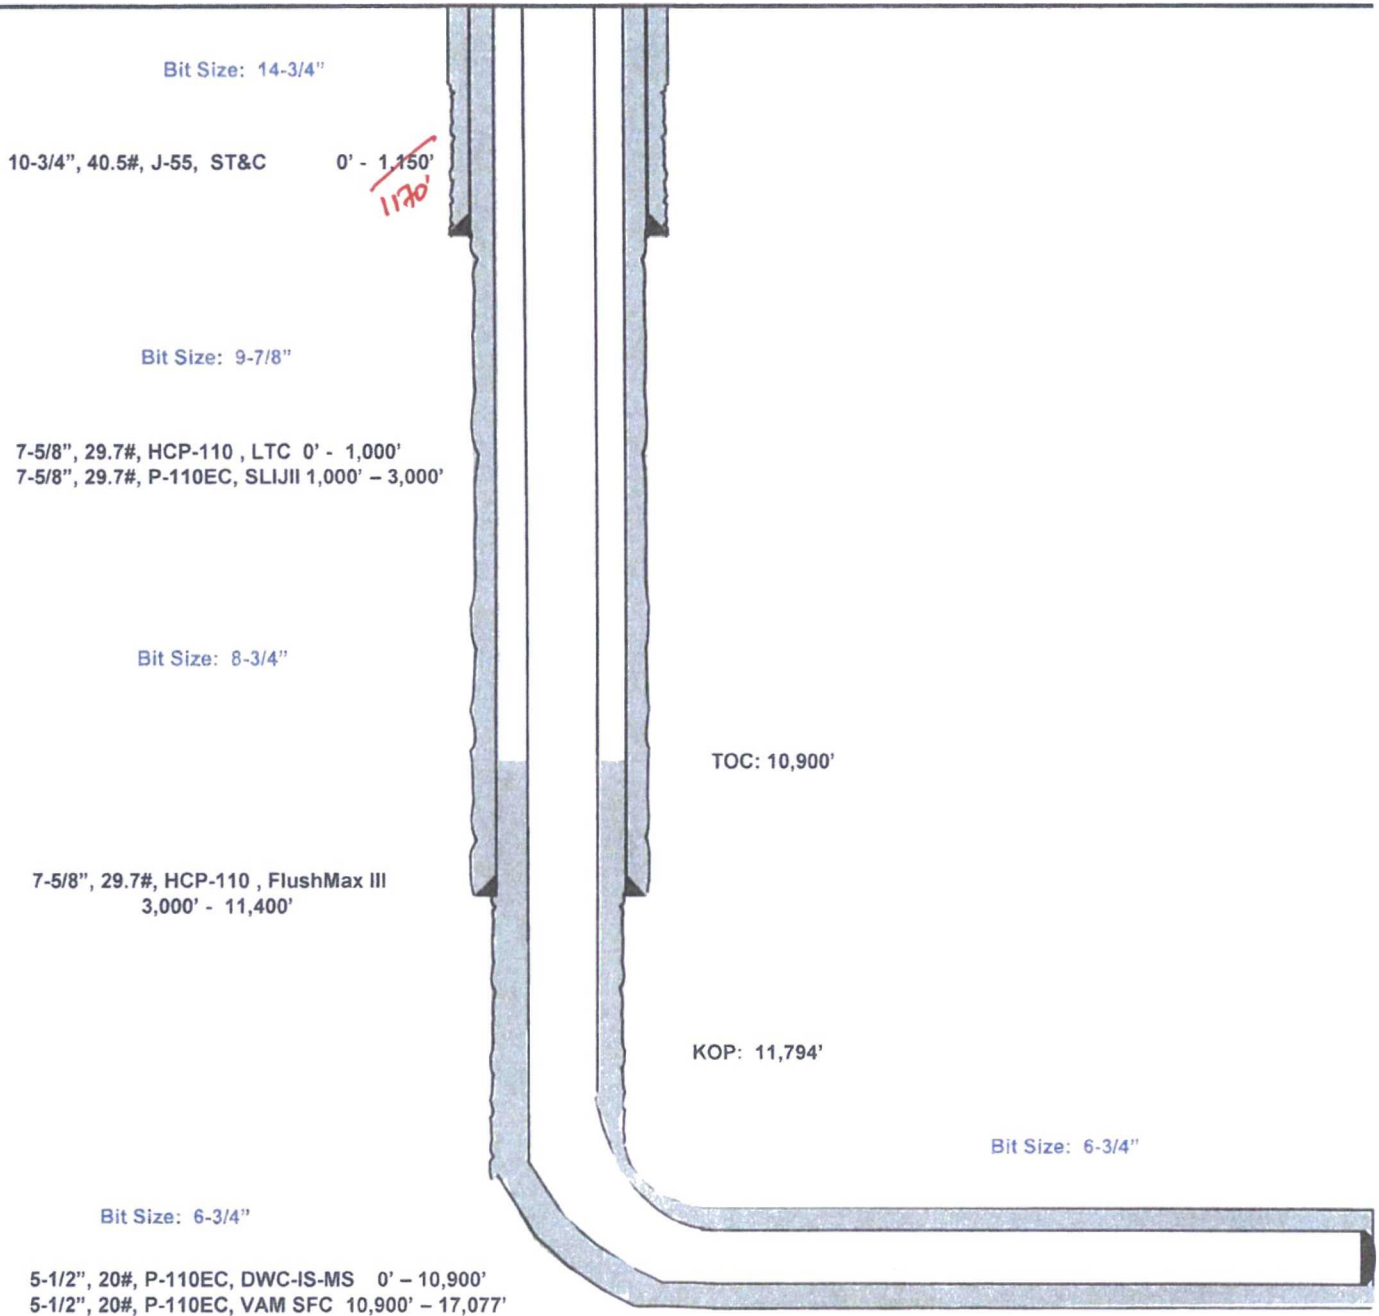 Bit Size: 14-3/4”
10-3/4”, 40.5#, J-55, ST&C 0’ - 1,150’
1170’
Bit Size: 9-7/8”
7-5/8”, 29.7#, HCP-110 , LTC 0’ - 1,000’
7-5/8”, 29.7#, P-110EC, SLIJII 1,000’ – 3,000’
Bit Size: 8-3/4”
TOC: 10,900’
7-5/8”, 29.7#, HCP-110 , FlushMax III
3,000’ - 11,400’
KOP: 11,794’
Bit Size: 6-3/4”
Bit Size: 6-3/4”
5-1/2”, 20#, P-110EC, DWC-IS-MS 0’ – 10,900’
5-1/2”, 20#, P-110EC, VAM SFC 10,900’ – 17,077’